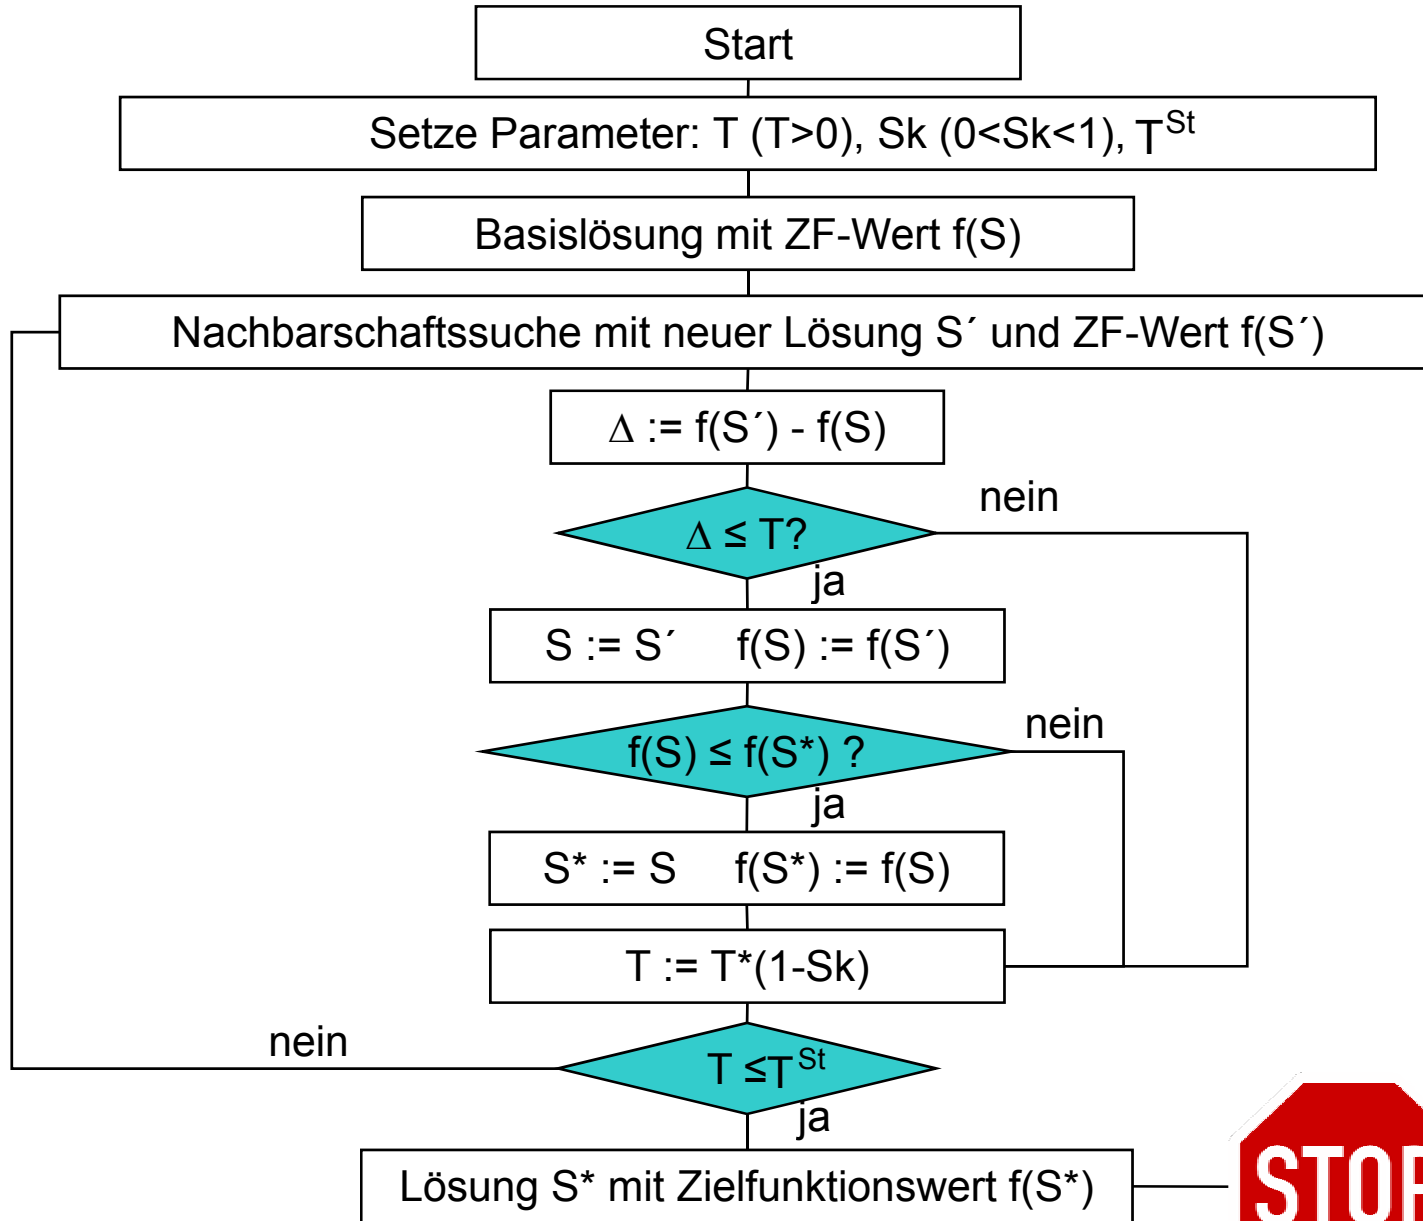 Start
Setze Parameter: T (T>0), Sk (0<Sk<1), T^St
Basislösung mit ZF-Wert f(S)
Nachbarschaftssuche mit neuer Lösung S´ und ZF-Wert f(S´)
Δ := f(S´) - f(S)
nein
Δ ≤ T?
ja
S := S´ f(S) := f(S´)
nein
f(S) ≤ f(S*) ?
ja
S* := S f(S*) := f(S)
T := T*(1-Sk)
nein
T ≤T^St
ja
Lösung S* mit Zielfunktionswert f(S*)
STOP